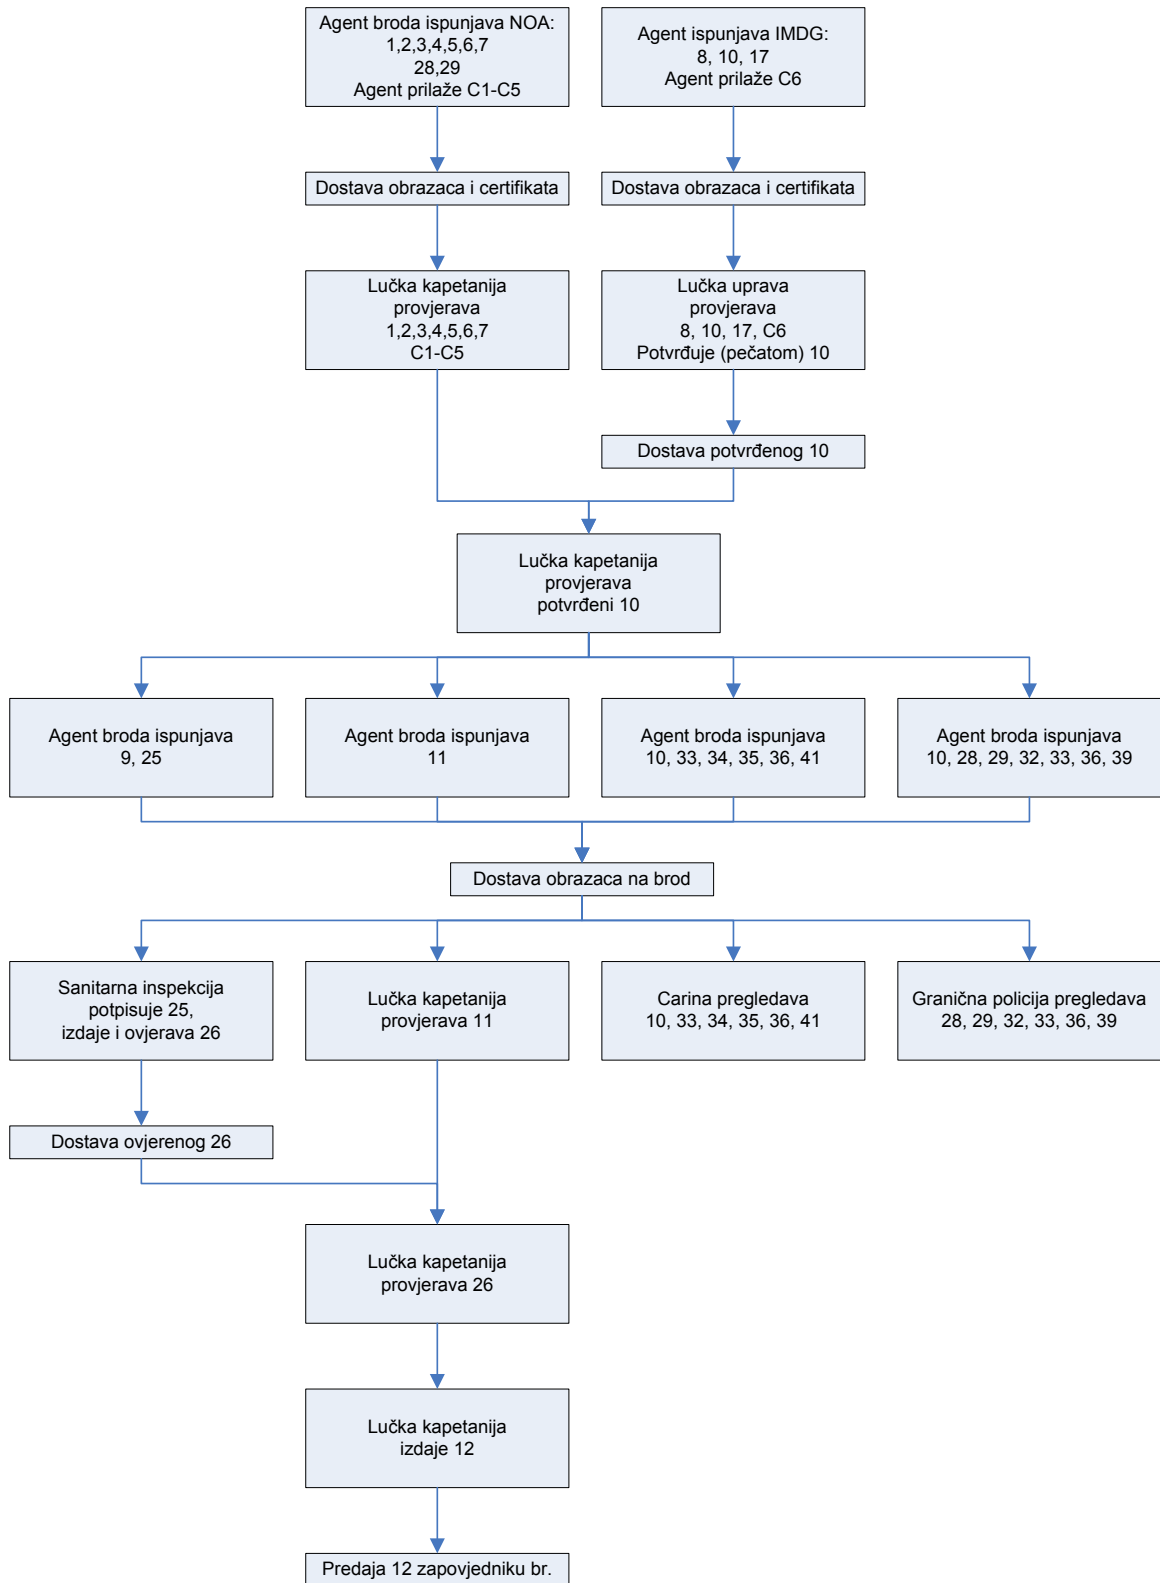 Agent broda ispunjava NOA:
1,2,3,4,5,6,7
28,29
Agent prilaže C1-C5
Agent ispunjava IMDG:
8, 10, 17
Agent prilaže C6
Dostava obrazaca i certifikata
Dostava obrazaca i certifikata
Lučka kapetanija
provjerava
1,2,3,4,5,6,7
C1-C5
Lučka uprava
provjerava
8, 10, 17, C6
Potvrđuje (pečatom) 10
Dostava potvrđenog 10
Lučka kapetanija
provjerava
potvrđeni 10
Agent broda ispunjava
9, 25
Agent broda ispunjava
11
Agent broda ispunjava
10, 33, 34, 35, 36, 41
Agent broda ispunjava
10, 28, 29, 32, 33, 36, 39
Dostava obrazaca na brod
Sanitarna inspekcija
potpisuje 25,
izdaje i ovjerava 26
Lučka kapetanija
provjerava 11
Carina pregledava
10, 33, 34, 35, 36, 41
Granična policija pregledava
28, 29, 32, 33, 36, 39
Dostava ovjerenog 26
Lučka kapetanija
provjerava 26
Lučka kapetanija
izdaje 12
Predaja 12 zapovjedniku br.